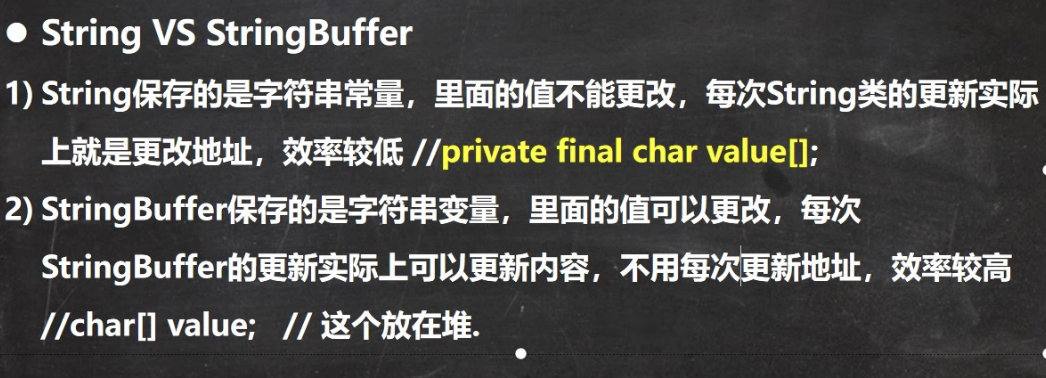 ● String VS StringBuffer
1) String保存的是字符串常量，里面的值不能更改，每次String类的更新实际
上就是更改地址，效率较低 //private final char value[];
2) StringBuffer保存的是字符串变量，里面的值可以更改，每次
StringBuffer的更新实际上可以更新内容，不用每次更新地址，效率较高
//char[] value; // 这个放在堆.